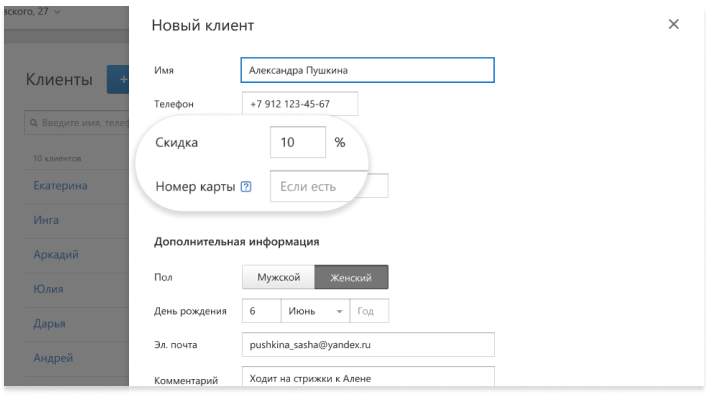 вского, 27
Новый клиент
Клиенты +
Введите имя, телеф
10 клиентов
Екатерина
Инга
Аркадий
Юлия
Дарья
Андрей
Имя Александра Пушкина
Телефон +7 912 123-45-67
Скидка 10 %
Номер карты ? Если есть
Дополнительная информация
Пол Мужской Женский
День рождения 6 Июнь Год
Эл. почта pushkina_sasha@yandex.ru
Комментарий Ходит на стрижки к Алене